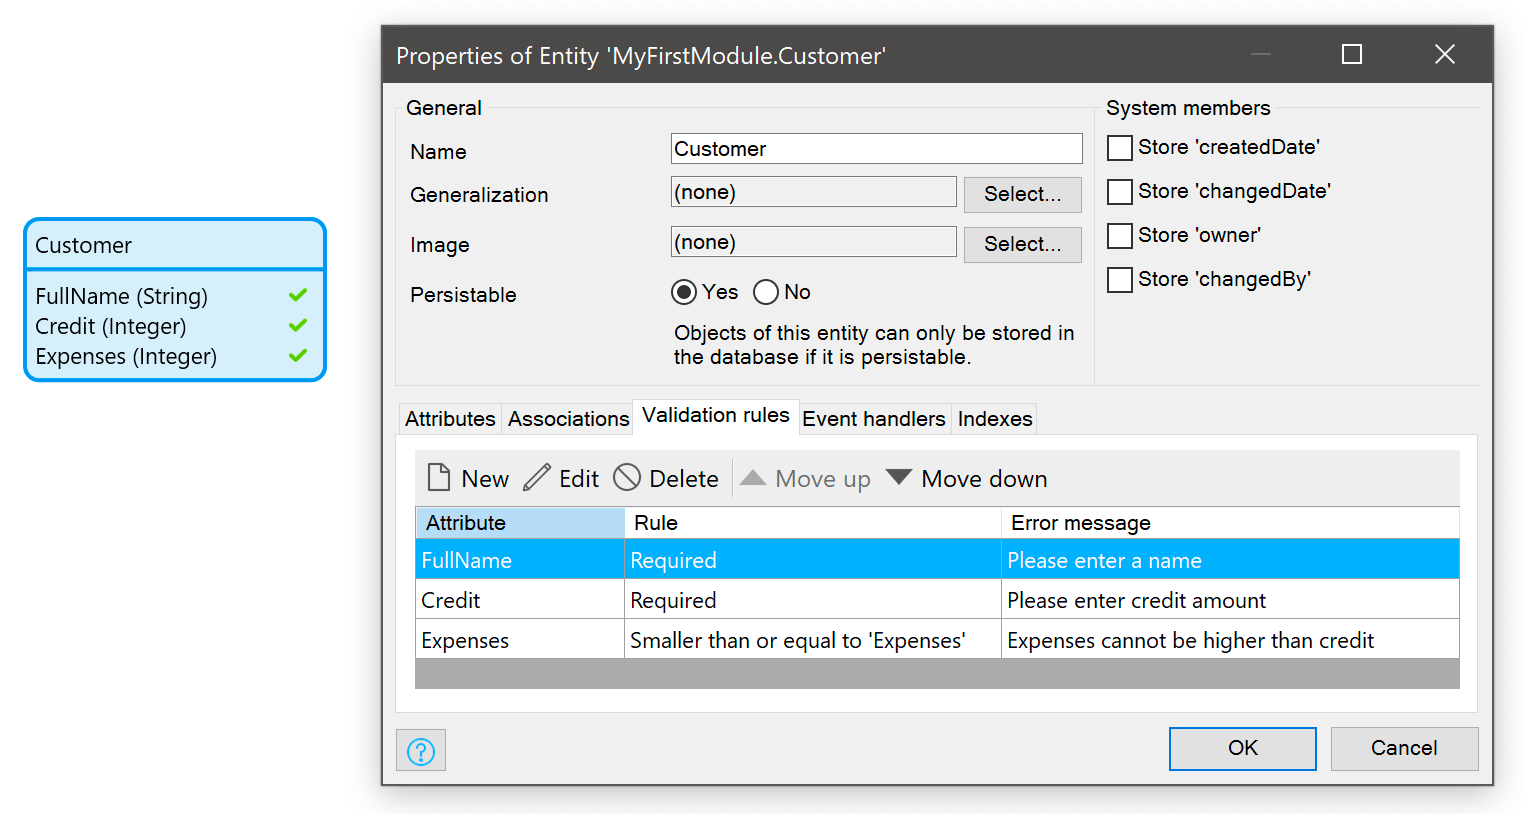 Customer
FullName (String)
Credit (Integer)
Expenses (Integer)
Properties of Entity 'MyFirstModule.Customer'
General
Name
Customer
Generalization
(none)
Select...
Image
(none)
Select...
Persistable
Yes
No
Objects of this entity can only be stored in
the database if it is persistable.
System members
Store 'createdDate'
Store 'changedDate'
Store 'owner'
Store 'changedBy'
Attributes Associations Validation rules Event handlers Indexes
New Edit Delete Move up Move down
Attribute Rule Error message
FullName Required Please enter a name
Credit Required Please enter credit amount
Expenses Smaller than or equal to 'Expenses' Expenses cannot be higher than credit
?
OK
Cancel